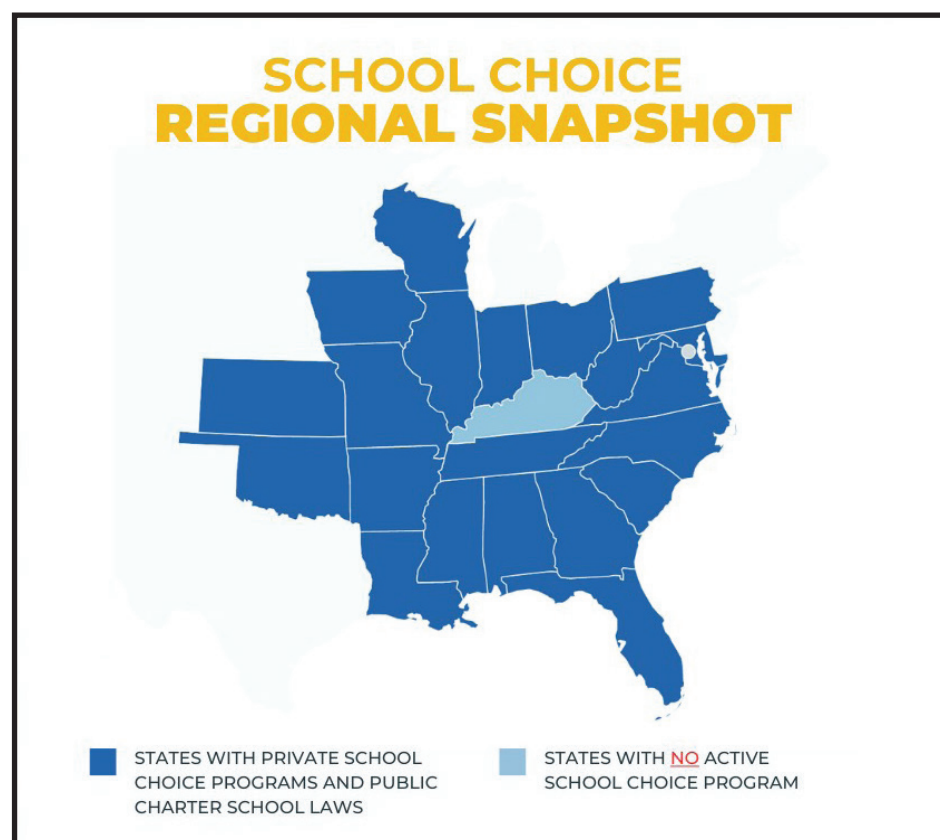 SCHOOL CHOICE
REGIONAL SNAPSHOT
STATES WITH PRIVATE SCHOOL
CHOICE PROGRAMS AND PUBLIC
CHARTER SCHOOL LAWS
STATES WITH NO ACTIVE
SCHOOL CHOICE PROGRAM